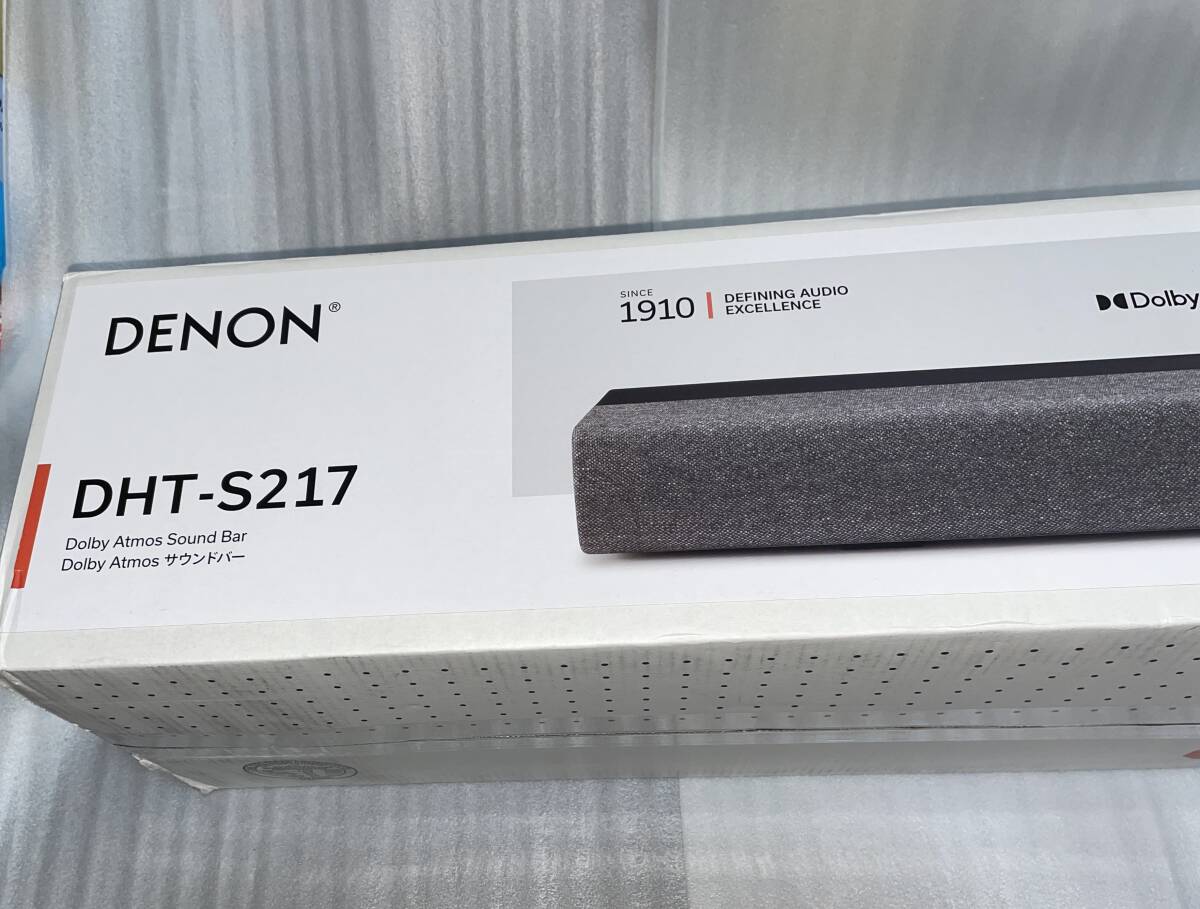 DENON®
SINCE
1910
DEFINING AUDIO
EXCELLENCE
Dolby
DHT-S217
Dolby Atmos Sound Bar
Dolby Atmos サウンドバー